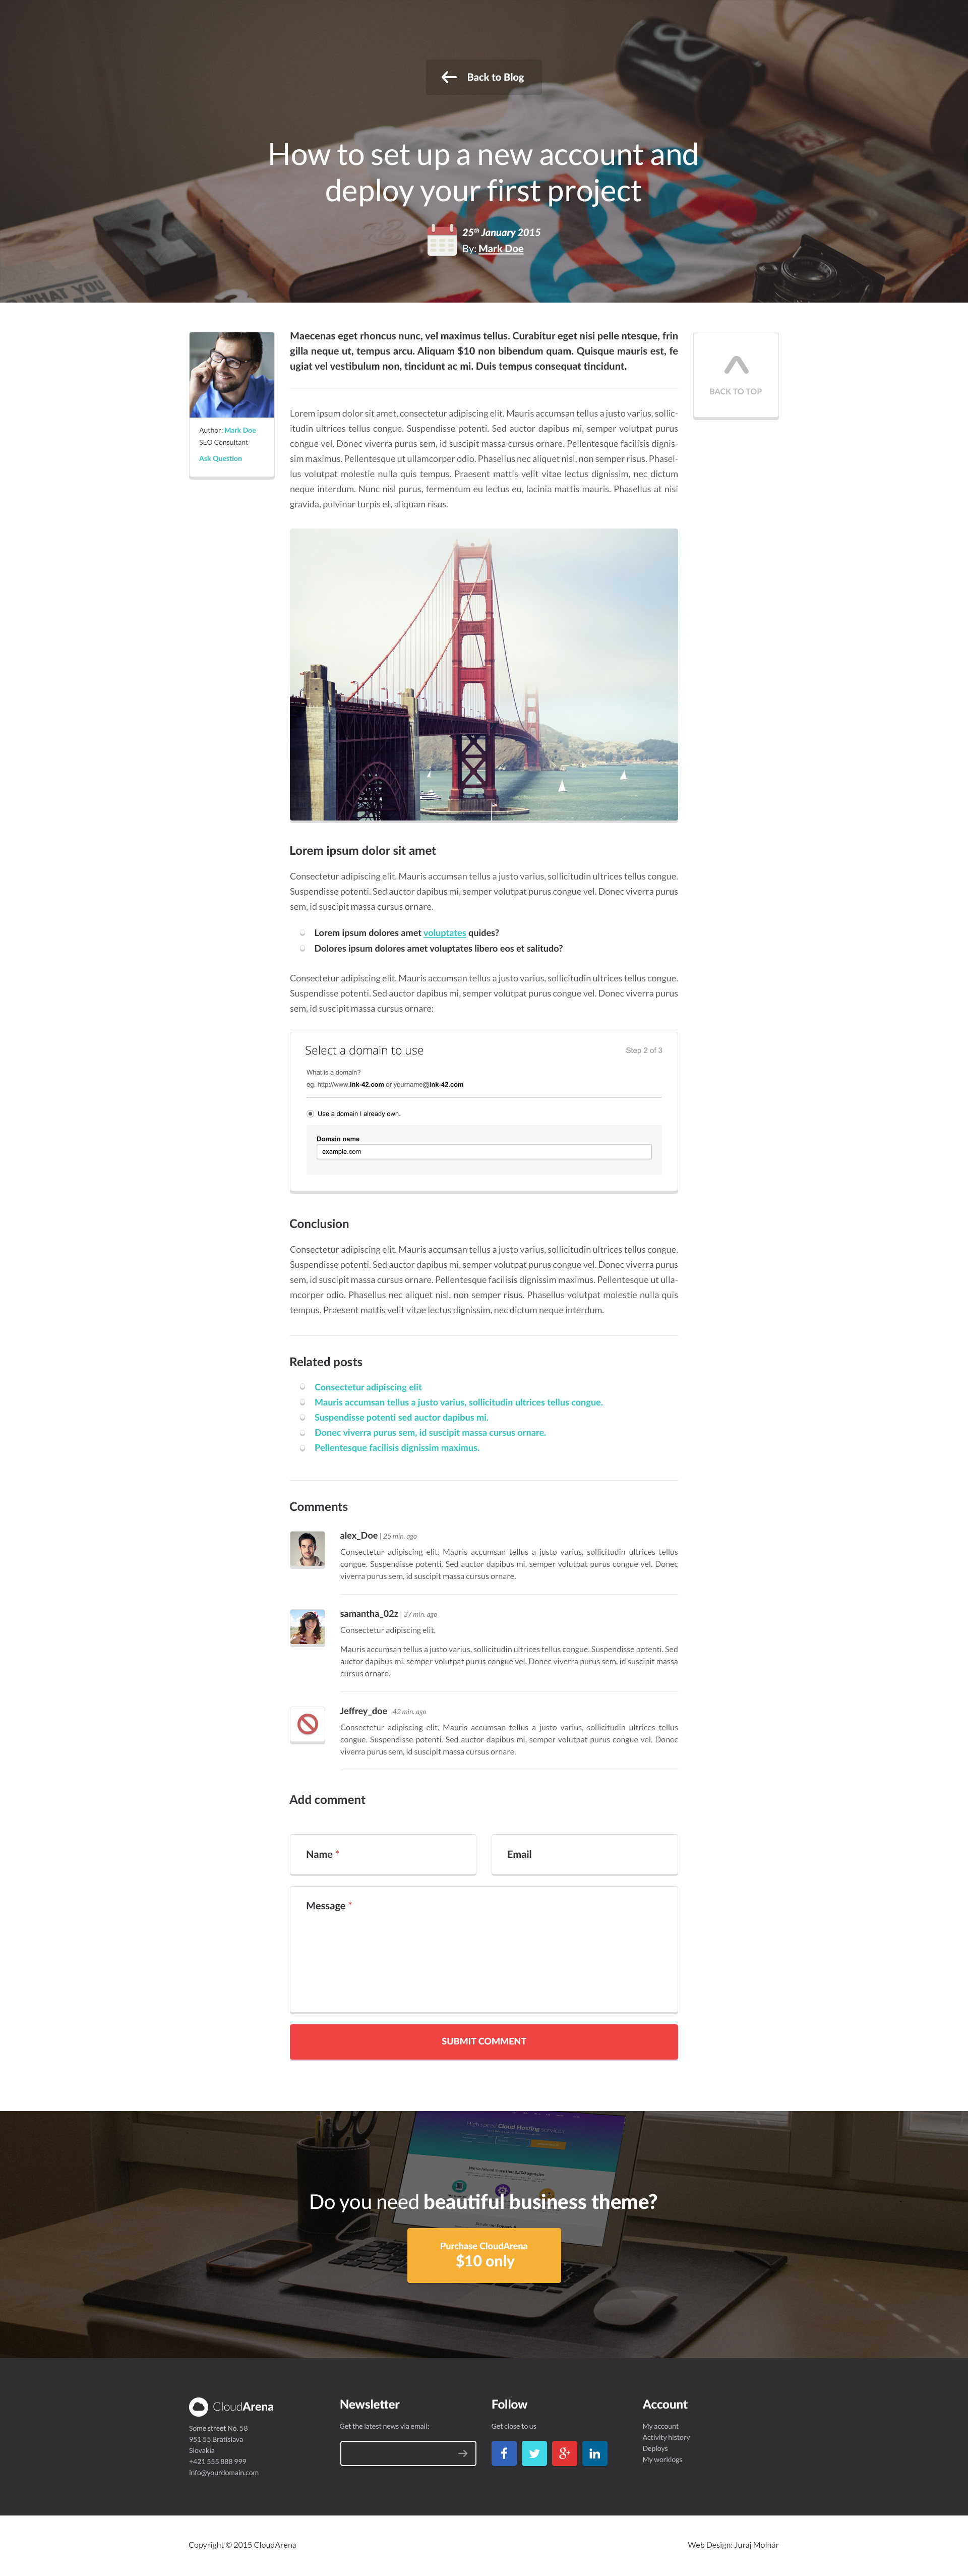 Back to Blog
How to set up a new account and
deploy your first project
25th January 2015
By: Mark Doe
WHAT YOU
Author: Mark Doe
SEO Consultant
Ask Question
Maecenas eget rhoncus nunc, vel maximus tellus. Curabitur eget nisi pelle ntesque, frin
gilla neque ut, tempus arcu. Aliquam $10 non bibendum quam. Quisque mauris est, fe
ugiat vel vestibulum non, tincidunt ac mi. Duis tempus consequat tincidunt.
BACK TO TOP
Lorem ipsum dolor sit amet, consectetur adipiscing elit. Mauris accumsan tellus a justo varius, sollic-
itudin ultrices tellus congue. Suspendisse potenti. Sed auctor dapibus mi, semper volutpat purus
congue vel. Donec viverra purus sem, id suscipit massa cursus ornare. Pellentesque facilisis dignis-
sim maximus. Pellentesque ut ullamcorper odio. Phasellus nec aliquet nisl, non semper risus. Phasel-
lus volutpat molestie nulla quis tempus. Praesent mattis velit vitae lectus dignissim, nec dictum
neque interdum. Nunc nisl purus, fermentum eu lectus eu, lacinia mattis mauris. Phasellus at nisi
gravida, pulvinar turpis et, aliquam risus.
Lorem ipsum dolor sit amet
Consectetur adipiscing elit. Mauris accumsan tellus a justo varius, sollicitudin ultrices tellus congue.
Suspendisse potenti. Sed auctor dapibus mi, semper volutpat purus congue vel. Donec viverra purus
sem, id suscipit massa cursus ornare.
Lorem ipsum dolores amet voluptates quides?
Dolores ipsum dolores amet voluptates libero eos et salitudo?
Consectetur adipiscing elit. Mauris accumsan tellus a justo varius, sollicitudin ultrices tellus congue.
Suspendisse potenti. Sed auctor dapibus mi, semper volutpat purus congue vel. Donec viverra purus
sem, id suscipit massa cursus ornare:
Select a domain to use
Step 2 of 3
What is a domain?
eg. http://www.lnk-42.com or yourname@lnk-42.com
Use a domain I already own.
Domain name
example.com
Conclusion
Consectetur adipiscing elit. Mauris accumsan tellus a justo varius, sollicitudin ultrices tellus congue.
Suspendisse potenti. Sed auctor dapibus mi, semper volutpat purus congue vel. Donec viverra purus
sem, id suscipit massa cursus ornare. Pellentesque facilisis dignissim maximus. Pellentesque ut ulla-
mcorper odio. Phasellus nec aliquet nisl, non semper risus. Phasellus volutpat molestie nulla quis
tempus. Praesent mattis velit vitae lectus dignissim, nec dictum neque interdum.
Related posts
Consectetur adipiscing elit
Mauris accumsan tellus a justo varius, sollicitudin ultrices tellus congue.
Suspendisse potenti sed auctor dapibus mi.
Donec viverra purus sem, id suscipit massa cursus ornare.
Pellentesque facilisis dignissim maximus.
Comments
alex_Doe | 25 min. ago
Consectetur adipiscing elit. Mauris accumsan tellus a justo varius, sollicitudin ultrices tellus
congue. Suspendisse potenti. Sed auctor dapibus mi, semper volutpat purus congue vel. Donec
viverra purus sem, id suscipit massa cursus ornare.
samantha_02z | 37 min. ago
Consectetur adipiscing elit.
Mauris accumsan tellus a justo varius, sollicitudin ultrices tellus congue. Suspendisse potenti. Sed
auctor dapibus mi, semper volutpat purus congue vel. Donec viverra purus sem, id suscipit massa
cursus ornare.
Jeffrey_doe | 42 min. ago
Consectetur adipiscing elit. Mauris accumsan tellus a justo varius, sollicitudin ultrices tellus
congue. Suspendisse potenti. Sed auctor dapibus mi, semper volutpat purus congue vel. Donec
viverra purus sem, id suscipit massa cursus ornare.
Add comment
Name *
Email
Message *
SUBMIT COMMENT
Cloud Hosting
Do you need beautiful business theme?
Purchase CloudArena
$10 only
CloudArena
Some street No. 58
951 55 Bratislava
Slovakia
+421 555 888 999
info@yourdomain.com
Newsletter
Get the latest news via email:
Follow
Get close to us
Account
My account
Activity history
Deploys
My worklogs
Copyright © 2015 CloudArena
Web Design: Juraj Molnár